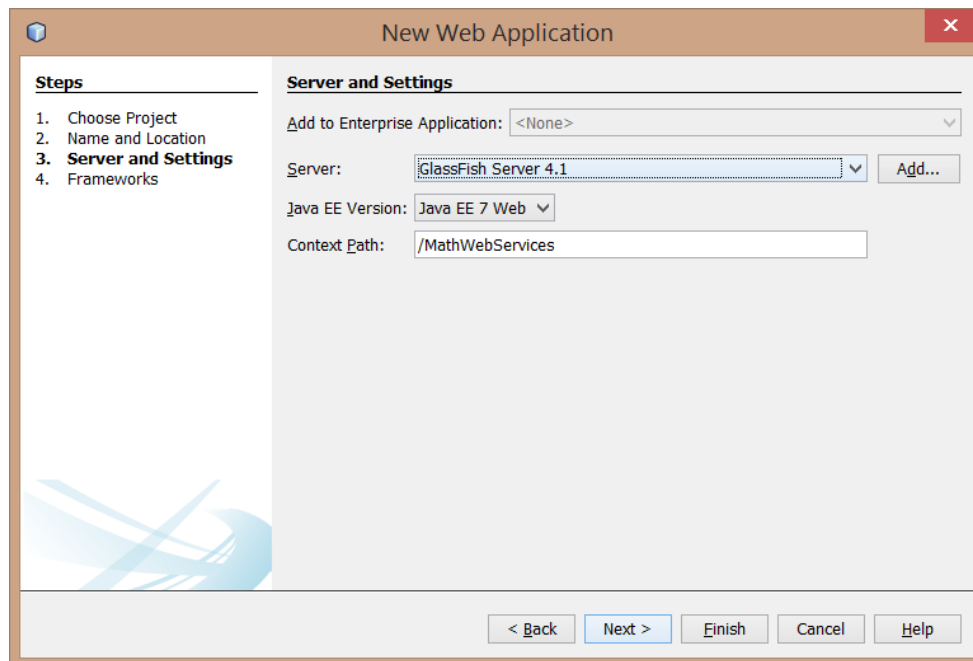 New Web Application
Steps
1. Choose Project
2. Name and Location
3. Server and Settings
4. Frameworks
Server and Settings
Add to Enterprise Application: <None>
Server: GlassFish Server 4.1 Add...
Java EE Version: Java EE 7 Web
Context Path: /MathWebServices
< Back Next > Finish Cancel Help